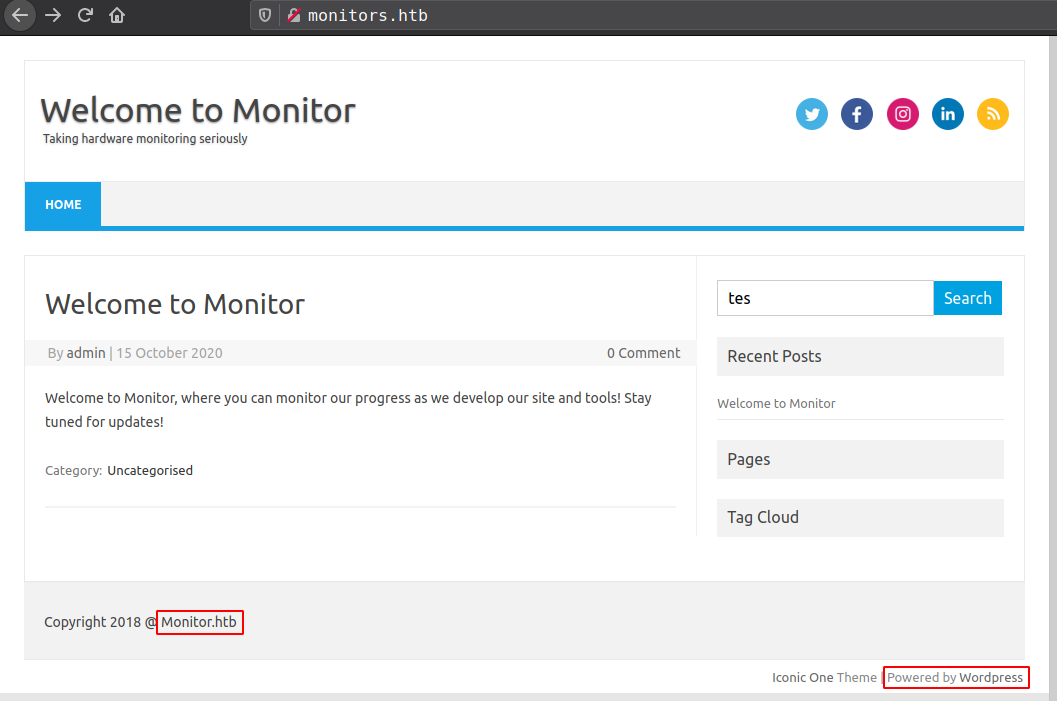 monitors.htb
Welcome to Monitor
Taking hardware monitoring seriously
HOME
Welcome to Monitor
By admin | 15 October 2020 0 Comment
Welcome to Monitor, where you can monitor our progress as we develop our site and tools! Stay
tuned for updates!
Category: Uncategorised
tes Search
Recent Posts
Welcome to Monitor
Pages
Tag Cloud
Copyright 2018 @ Monitor.htb
Iconic One Theme | Powered by Wordpress